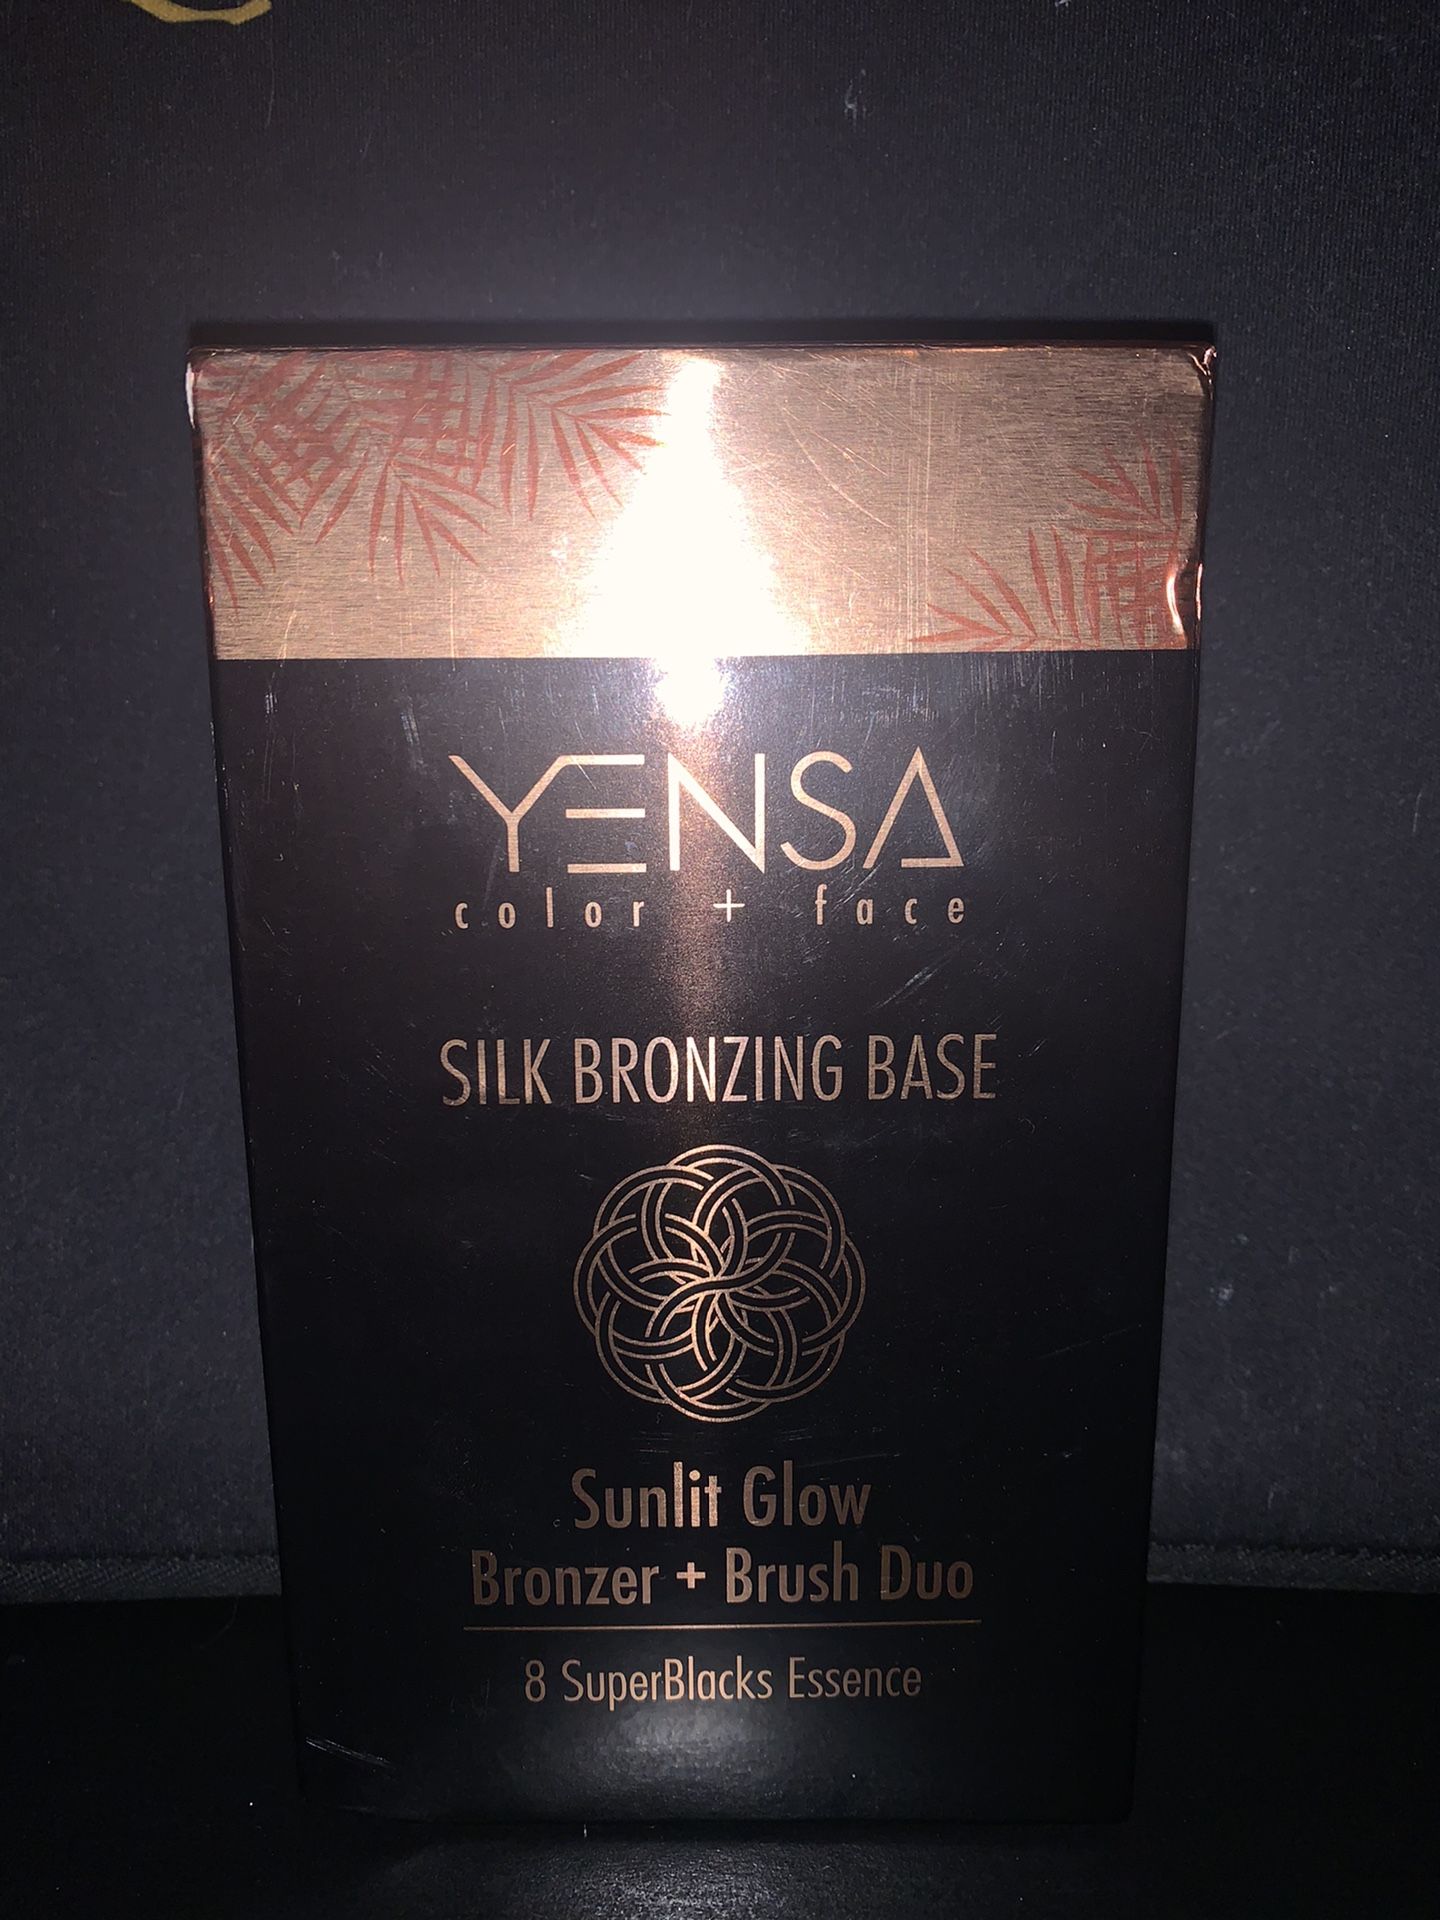 YENSA
color + face
SILK BRONZING BASE
Sunlit Glow
Bronzer + Brush Duo
8 SuperBlacks Essence